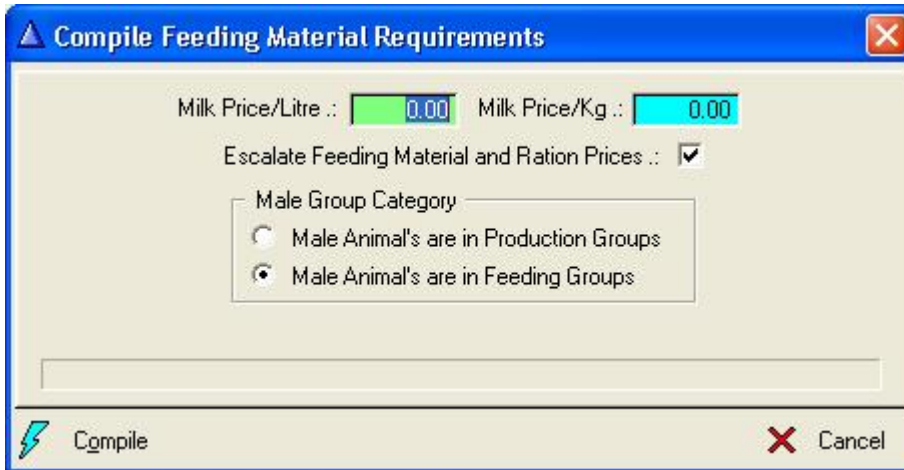 Compile Feeding Material Requirements
Milk Price/Litre .: 0.00 Milk Price/Kg .: 0.00
Escalate Feeding Material and Ration Prices .:
Male Group Category
Male Animal's are in Production Groups
Male Animal's are in Feeding Groups
Compile Cancel